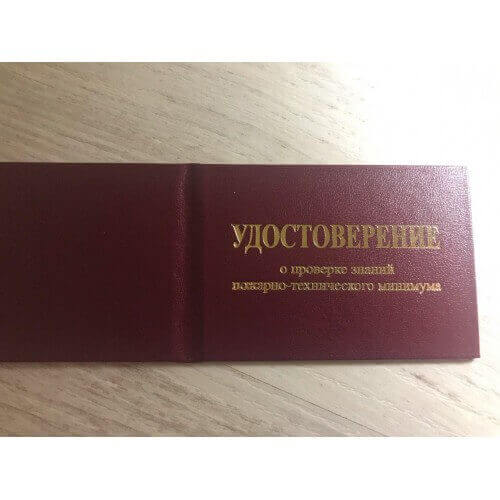 УДОСТОВЕРЕНИЕ
о проверке знаний
пожарно-технического минимума